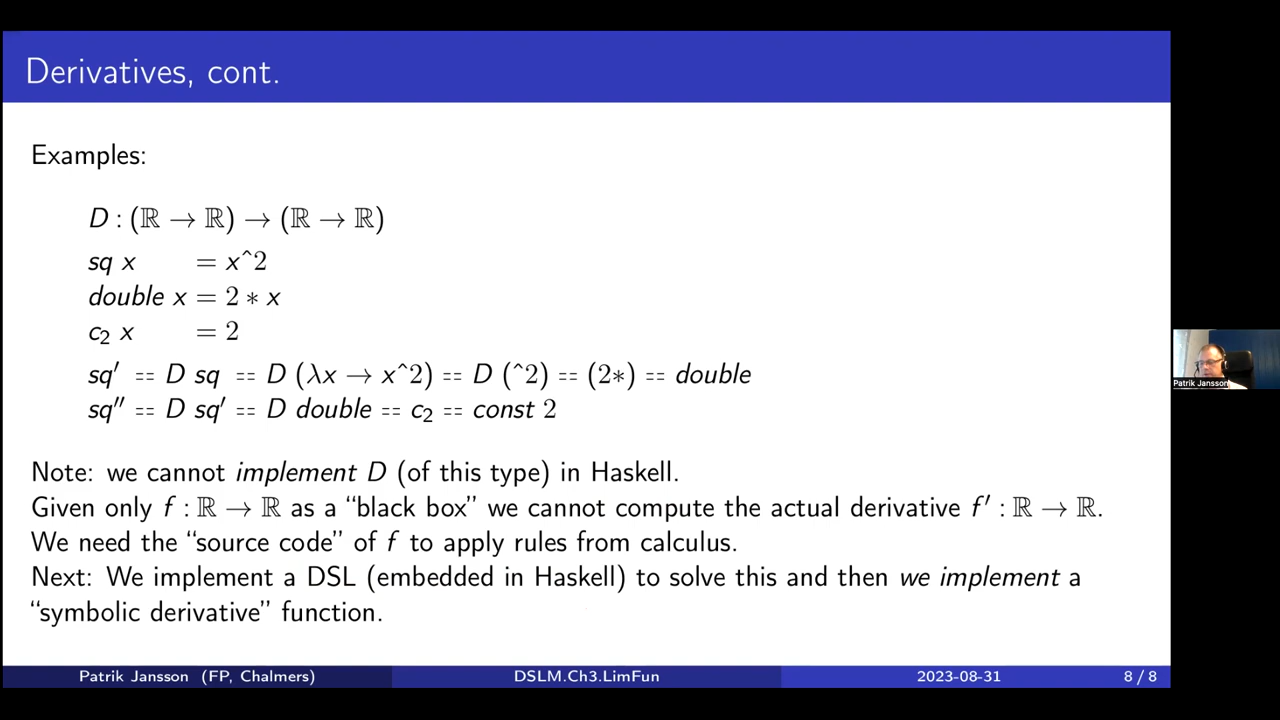 Derivatives, cont.
Examples:
D : (ℝ → ℝ) → (ℝ → ℝ)
sq x = x^2
double x = 2 * x
c₂ x = 2
sq′ == D sq == D (λx → x^2) == D (^2) == (2*) == double
sq″ == D sq′ == D double == c₂ == const 2
Note: we cannot implement D (of this type) in Haskell.
Given only f : ℝ → ℝ as a “black box” we cannot compute the actual derivative f′ : ℝ → ℝ.
We need the “source code” of f to apply rules from calculus.
Next: We implement a DSL (embedded in Haskell) to solve this and then we implement a
“symbolic derivative” function.
Patrik Jansson (FP, Chalmers) DSLM.Ch3.LimFun 2023-08-31 8 / 8
Patrik Jansson